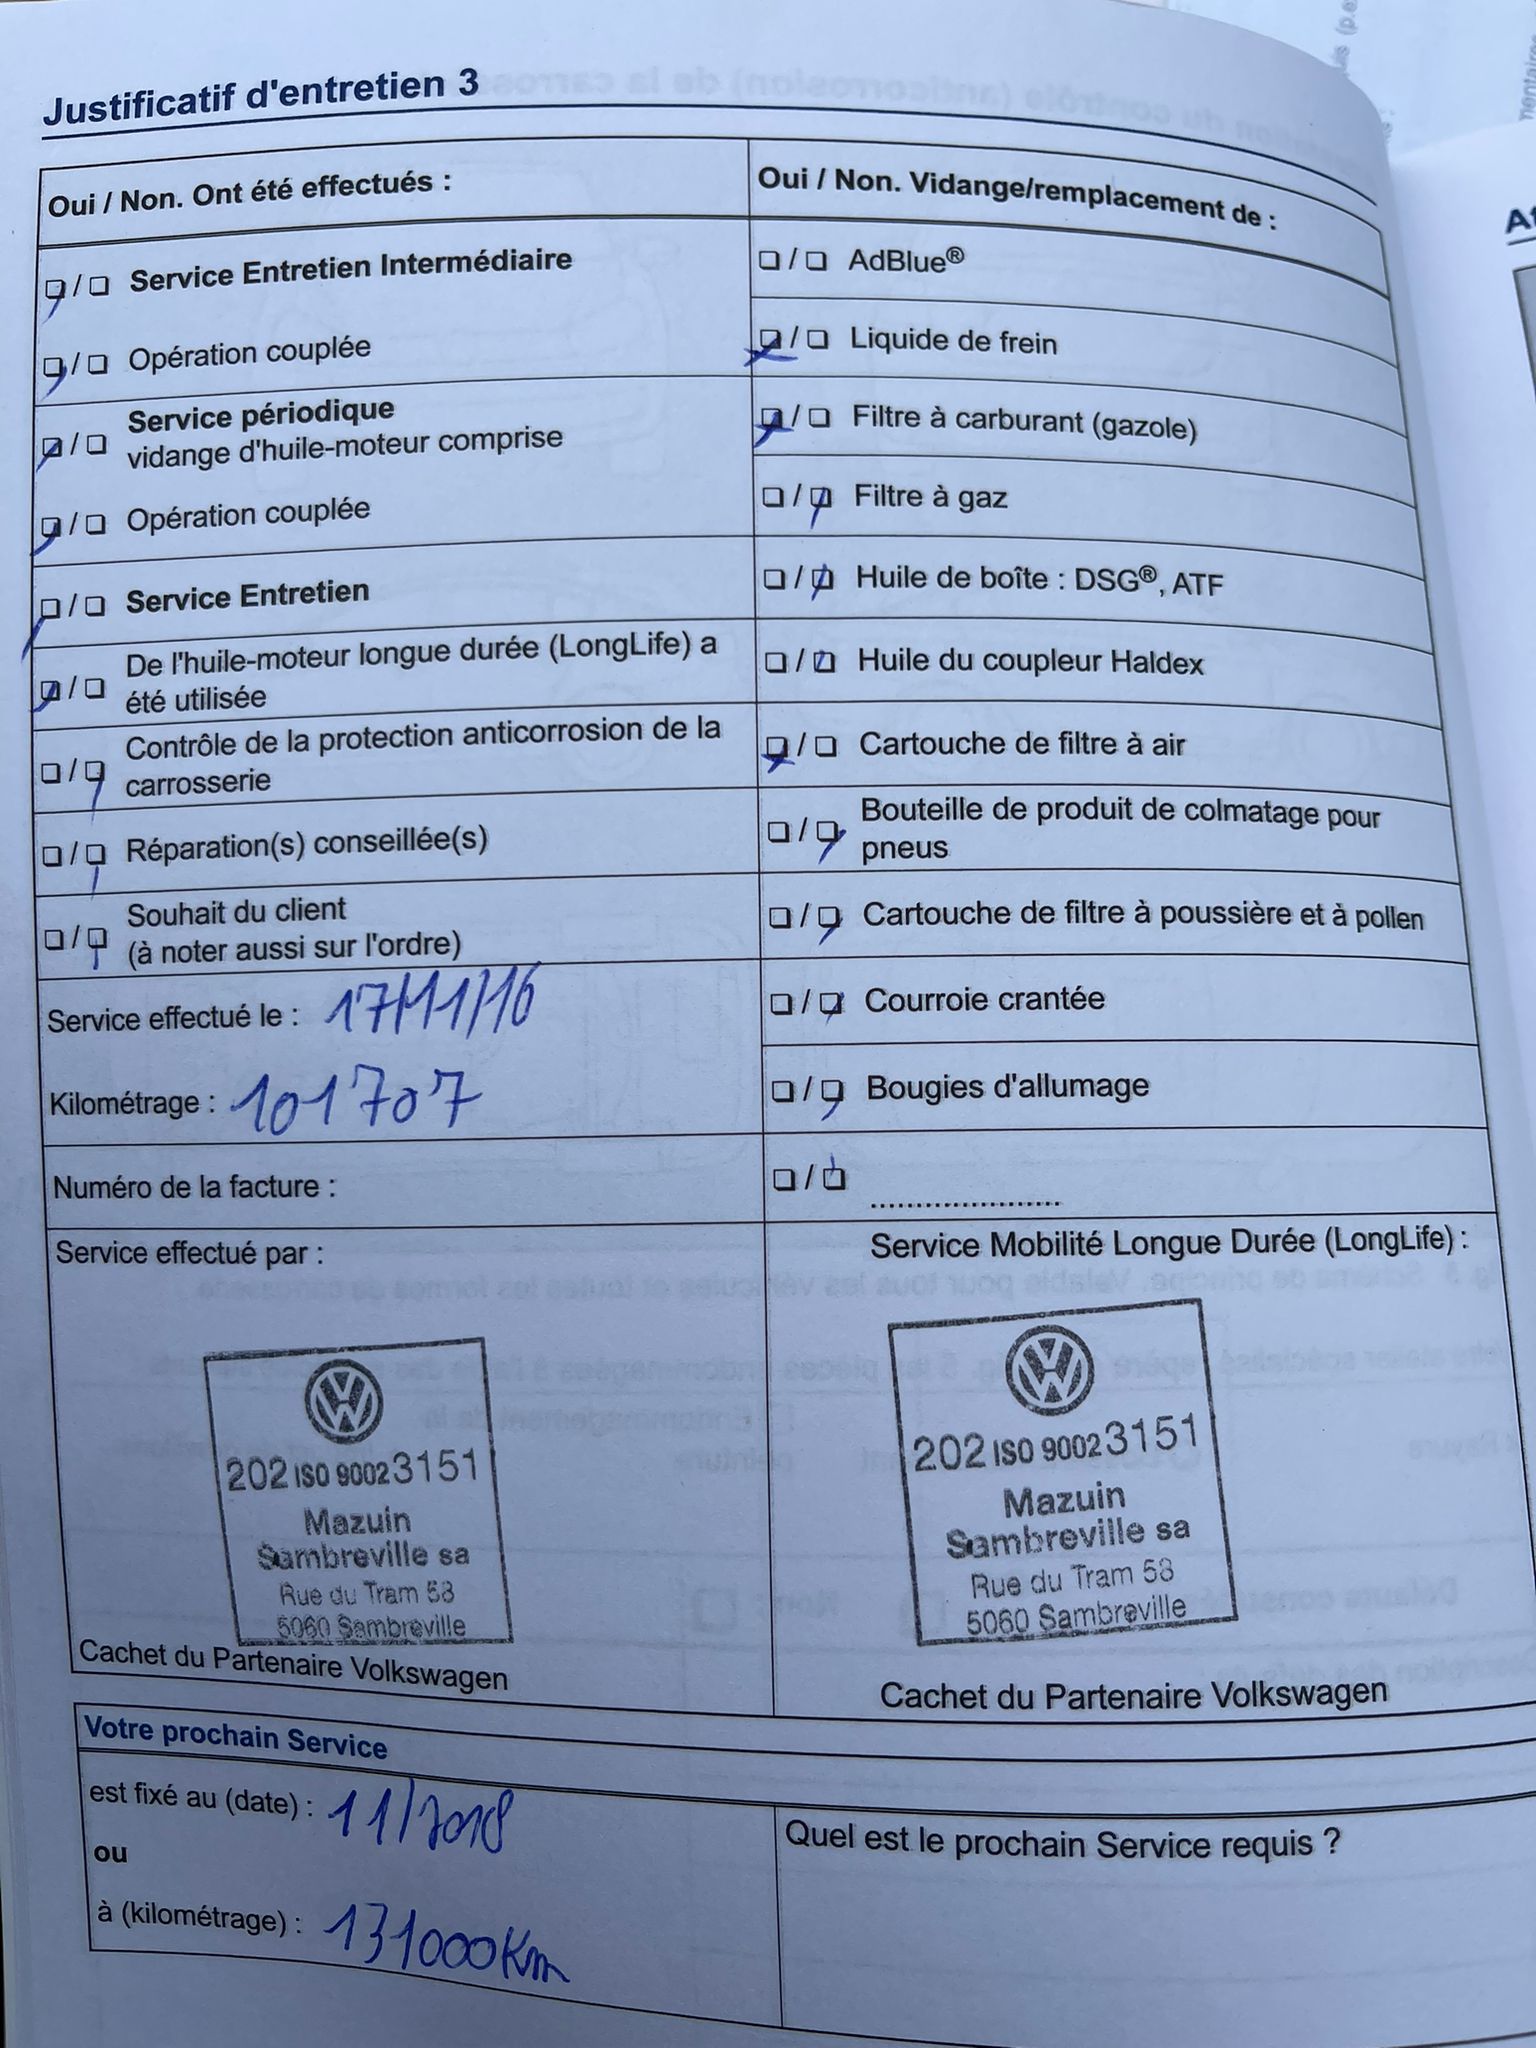 Justificatif d'entretien 3
Oui / Non. Ont été effectués :
❏ / ❏ Service Entretien Intermédiaire
❏ / ❏ Opération couplée
❏ / ❏ Service périodique
vidange d'huile-moteur comprise
❏ / ❏ Opération couplée
❏ / ❏ Service Entretien
❏ / ❏ De l'huile-moteur longue durée (LongLife) a
été utilisée
❏ / ❏ Contrôle de la protection anticorrosion de la
carrosserie
❏ / ❏ Réparation(s) conseillée(s)
❏ / ❏ Souhait du client
(à noter aussi sur l'ordre)
Service effectué le : 17/11/16
Kilométrage : 101707
Numéro de la facture :
Service effectué par :
202 ISO 9002 3151
Mazuin
Sambreville sa
Rue du Tram 58
5060 Sambreville
Cachet du Partenaire Volkswagen
Oui / Non. Vidange/remplacement de :
❏ / ❏ AdBlue®
❏ / ❏ Liquide de frein
❏ / ❏ Filtre à carburant (gazole)
❏ / ❏ Filtre à gaz
❏ / ❏ Huile de boîte : DSG®, ATF
❏ / ❏ Huile du coupleur Haldex
❏ / ❏ Cartouche de filtre à air
❏ / ❏ Bouteille de produit de colmatage pour
pneus
❏ / ❏ Cartouche de filtre à poussière et à pollen
❏ / ❏ Courroie crantée
❏ / ❏ Bougies d'allumage
❏ / ❏ .....................
Service Mobilité Longue Durée (LongLife) :
202 ISO 9002 3151
Mazuin
Sambreville sa
Rue du Tram 58
5060 Sambreville
Cachet du Partenaire Volkswagen
Votre prochain Service
est fixé au (date) : 11/2018
ou
à (kilométrage) : 131000Km
Quel est le prochain Service requis ?